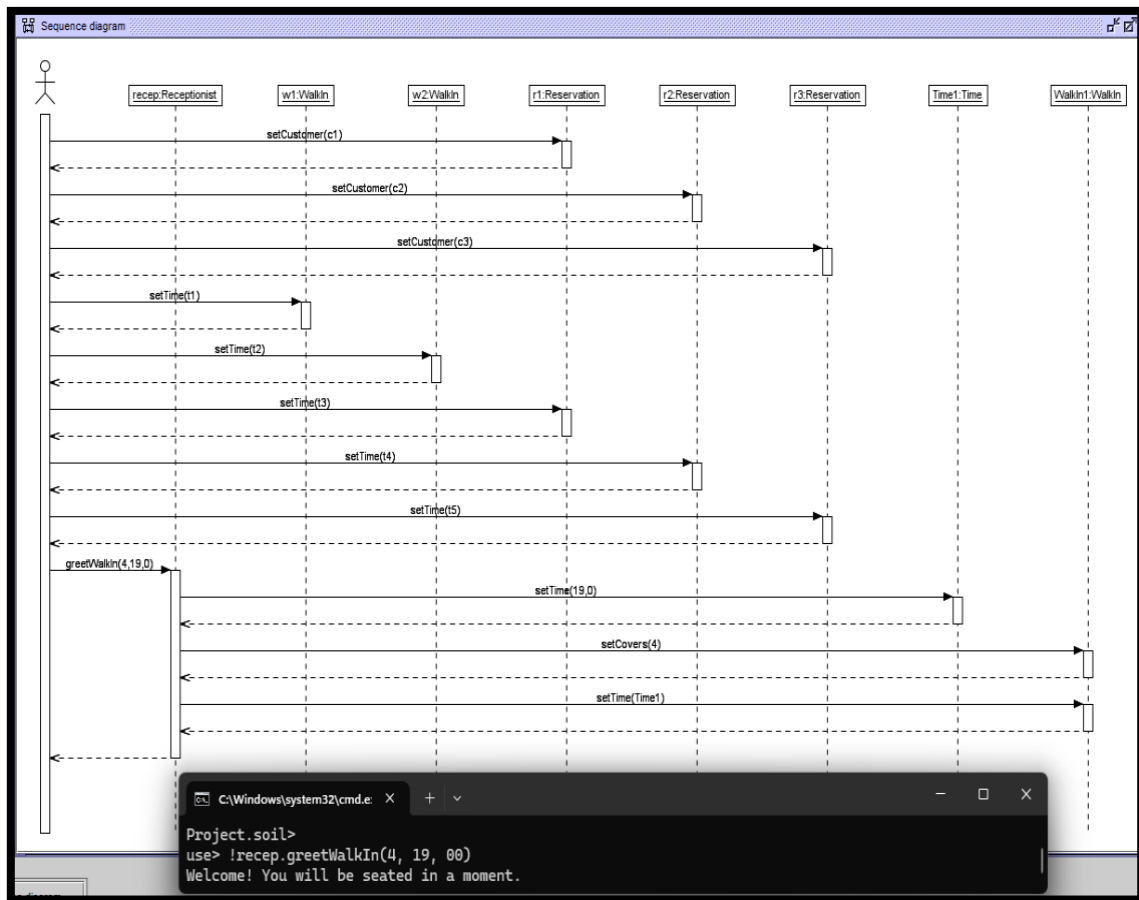 Sequence diagram
recep:Receptionist
w1:WalkIn
w2:WalkIn
r1:Reservation
r2:Reservation
r3:Reservation
Time1:Time
WalkIn1:WalkIn
setCustomer(c1)
setCustomer(c2)
setCustomer(c3)
setTime(t1)
setTime(t2)
setTime(t3)
setTime(t4)
setTime(t5)
greetWalkIn(4,19,0)
setTime(19,0)
setCovers(4)
setTime(Time1)
C:\Windows\system32\cmd.e:
Project.soil>
use> !recep.greetWalkIn(4, 19, 00)
Welcome! You will be seated in a moment.